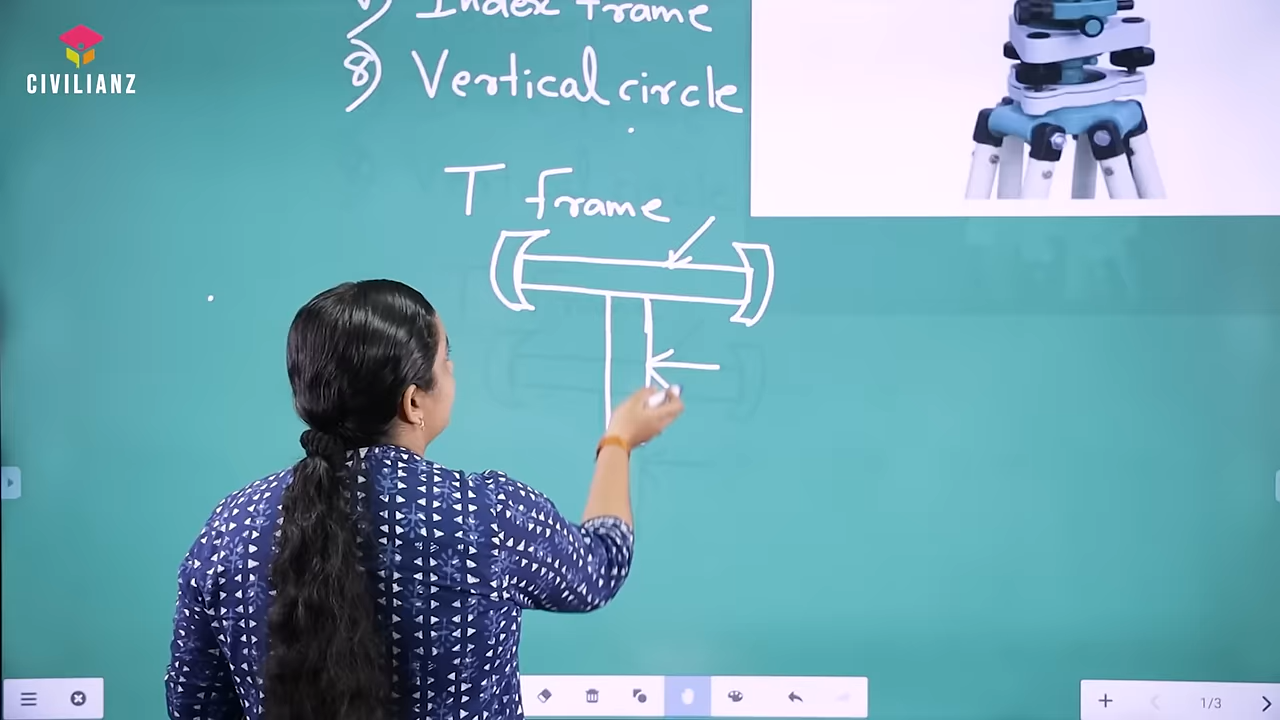 Index frame
8) Vertical circle
CIVILIANZ
T frame
1/3